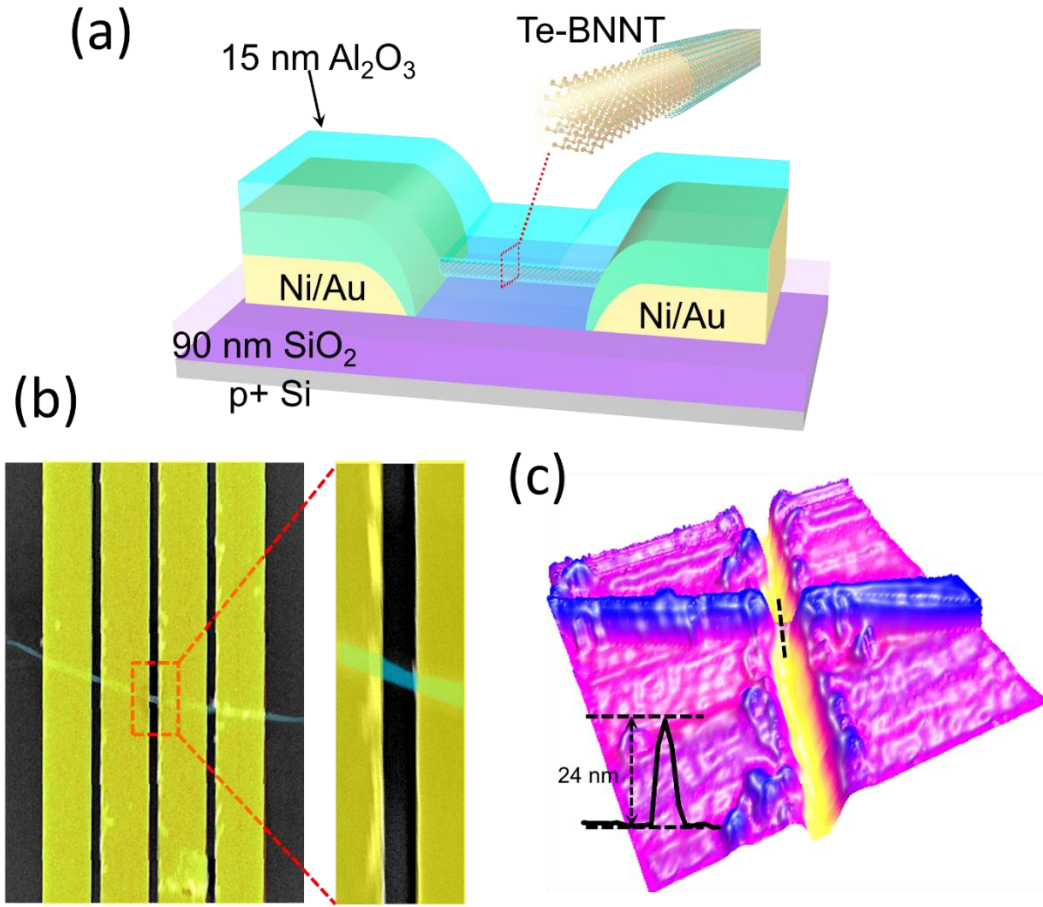 (a)
Te-BNNT
15 nm Al₂O₃
Ni/Au
Ni/Au
90 nm SiO₂
p+ Si
(b)
(c)
24 nm